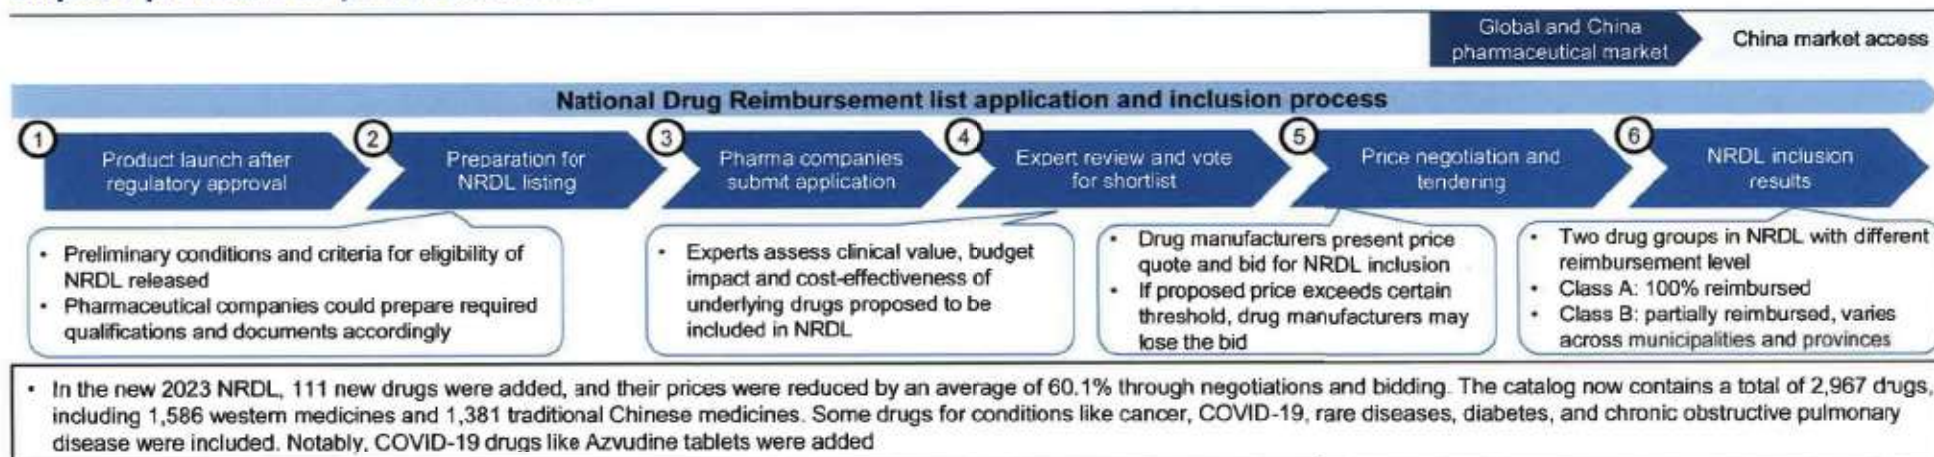 Global and China
pharmaceutical market
China market access
National Drug Reimbursement list application and inclusion process
1
Product launch after
regulatory approval
2
Preparation for
NRDL listing
3
Pharma companies
submit application
4
Expert review and vote
for shortlist
5
Price negotiation and
tendering
6
NRDL inclusion
results
• Preliminary conditions and criteria for eligibility of
NRDL released
• Pharmaceutical companies could prepare required
qualifications and documents accordingly
• Experts assess clinical value, budget
impact and cost-effectiveness of
underlying drugs proposed to be
included in NRDL
• Drug manufacturers present price
quote and bid for NRDL inclusion
• If proposed price exceeds certain
threshold, drug manufacturers may
lose the bid
• Two drug groups in NRDL with different
reimbursement level
• Class A: 100% reimbursed
• Class B: partially reimbursed, varies
across municipalities and provinces
• In the new 2023 NRDL, 111 new drugs were added, and their prices were reduced by an average of 60.1% through negotiations and bidding. The catalog now contains a total of 2,967 drugs,
including 1,586 western medicines and 1,381 traditional Chinese medicines. Some drugs for conditions like cancer, COVID-19, rare diseases, diabetes, and chronic obstructive pulmonary
disease were included. Notably, COVID-19 drugs like Azvudine tablets were added